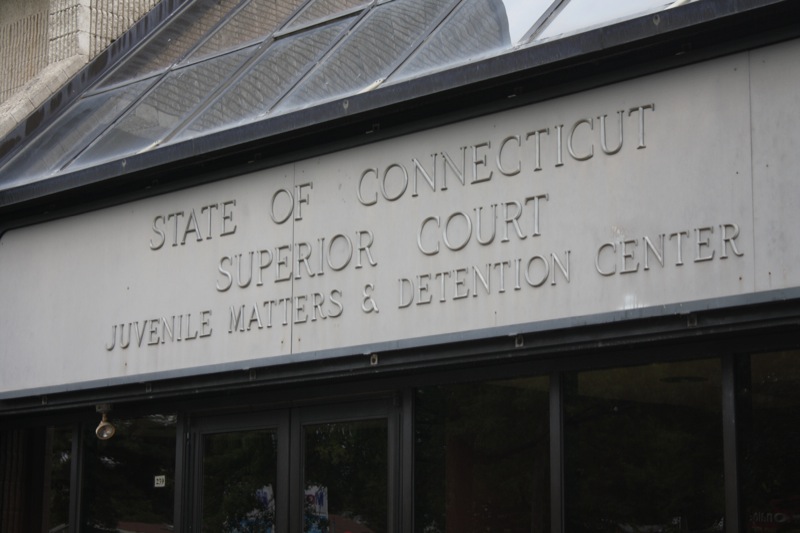 STATE OF CONNECTICUT
SUPERIOR COURT
JUVENILE MATTERS & DETENTION CENTER